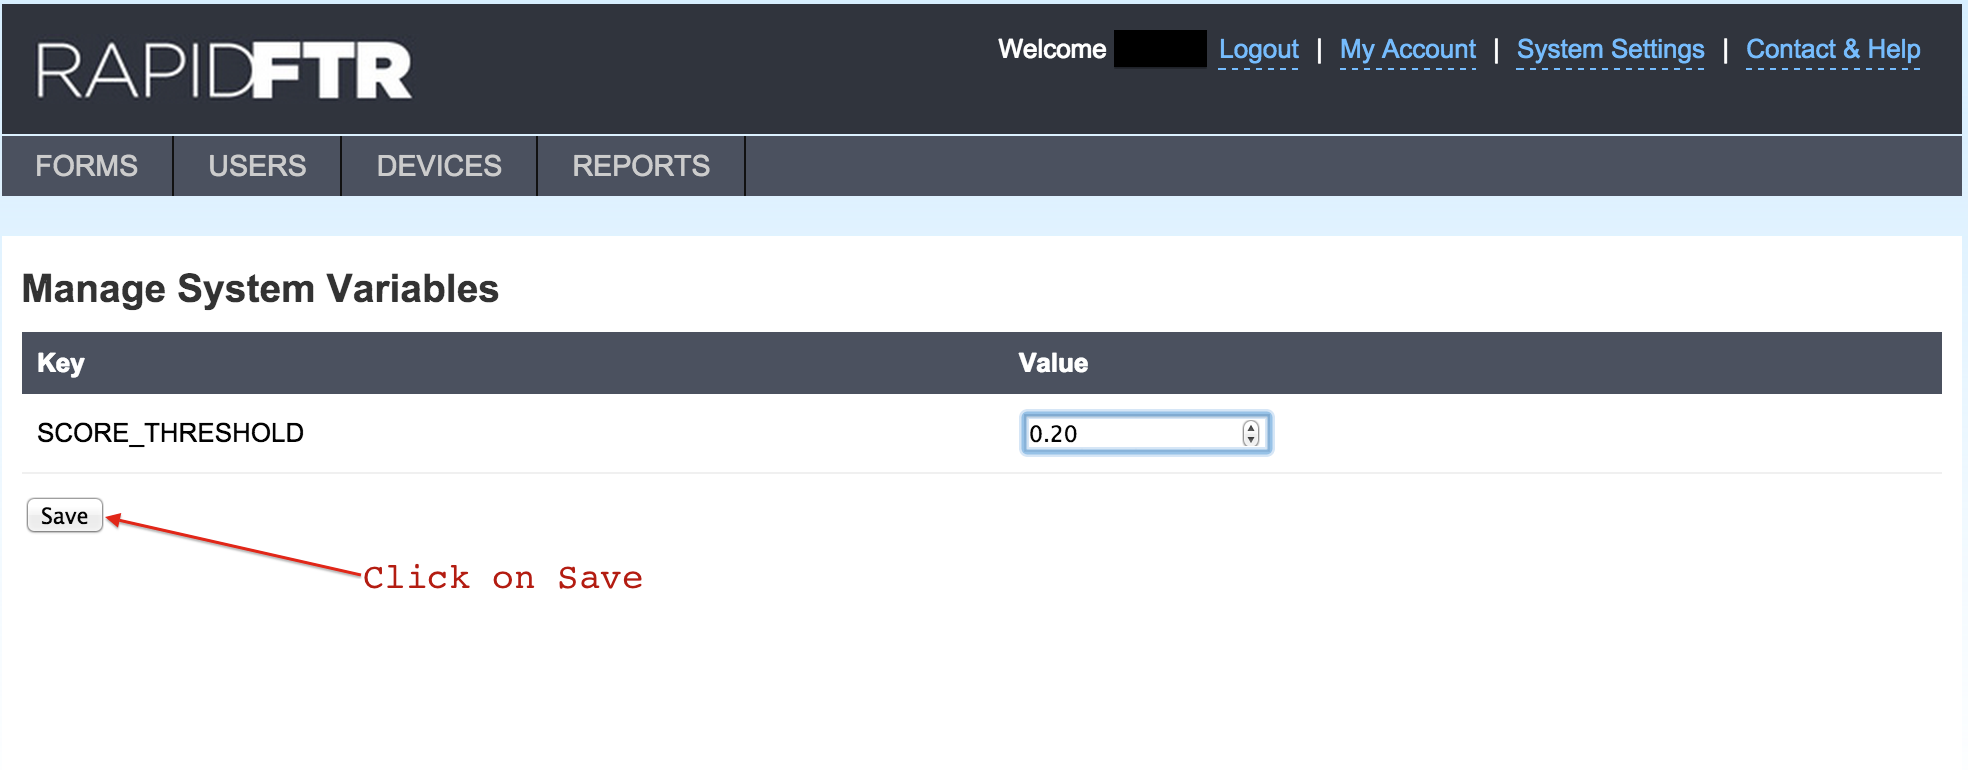 RAPIDFTR
Welcome Logout | My Account | System Settings | Contact & Help
FORMS USERS DEVICES REPORTS
Manage System Variables
Key Value
SCORE_THRESHOLD 0.20
Save
Click on Save